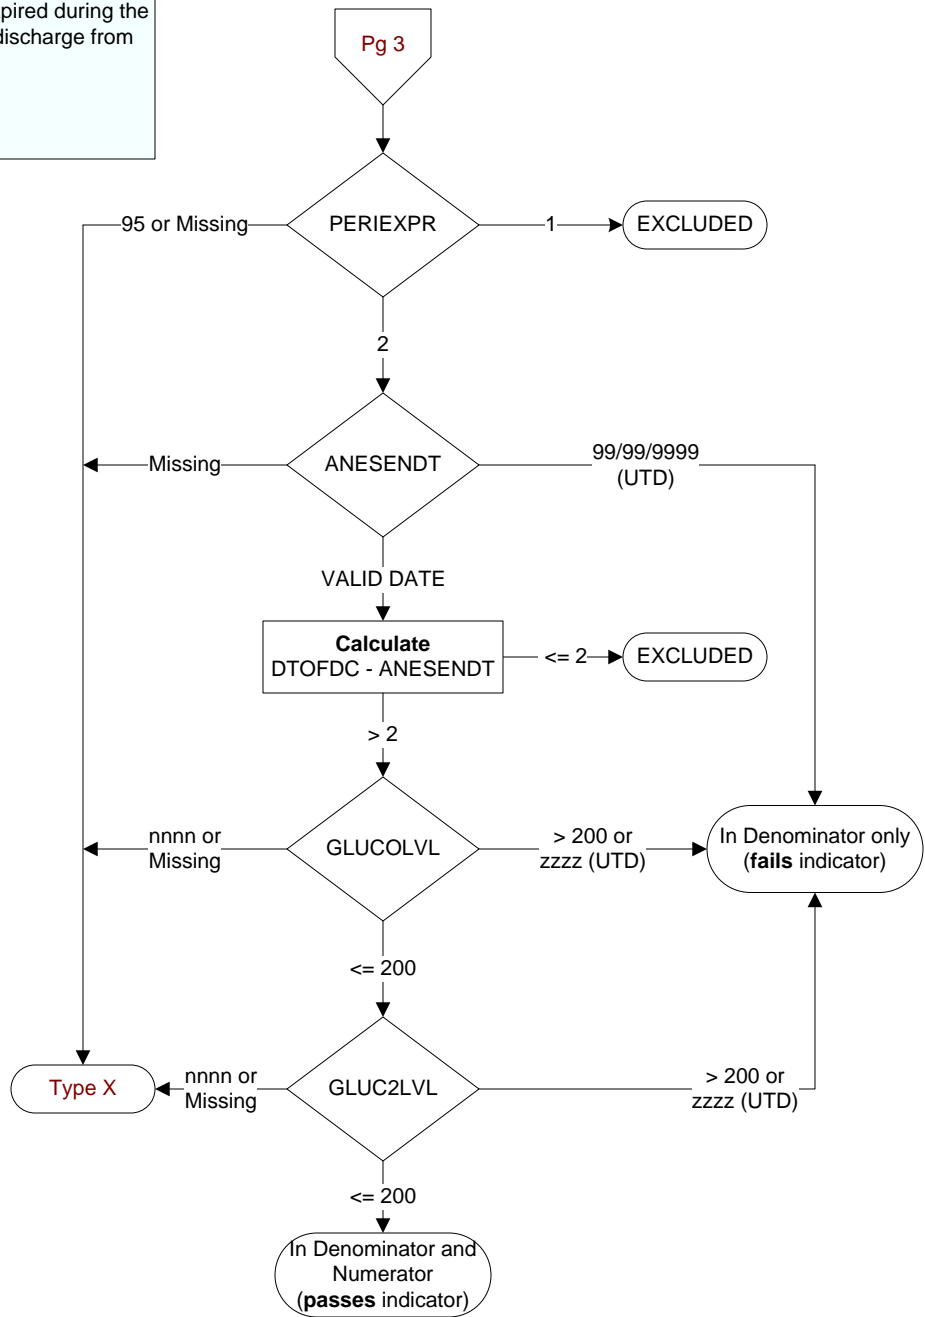 expired during the
discharge from
Pg 3
95 or Missing
PERIEXPR
1
EXCLUDED
2
Missing
ANESENDT
99/99/9999
(UTD)
VALID DATE
Calculate
DTOFDC - ANESENDT
<= 2
EXCLUDED
> 2
nnnn or
Missing
GLUCOLVL
> 200 or
zzzz (UTD)
In Denominator only
(fails indicator)
<= 200
Type X
nnnn or
Missing
GLUC2LVL
> 200 or
zzzz (UTD)
<= 200
In Denominator and
Numerator
(passes indicator)